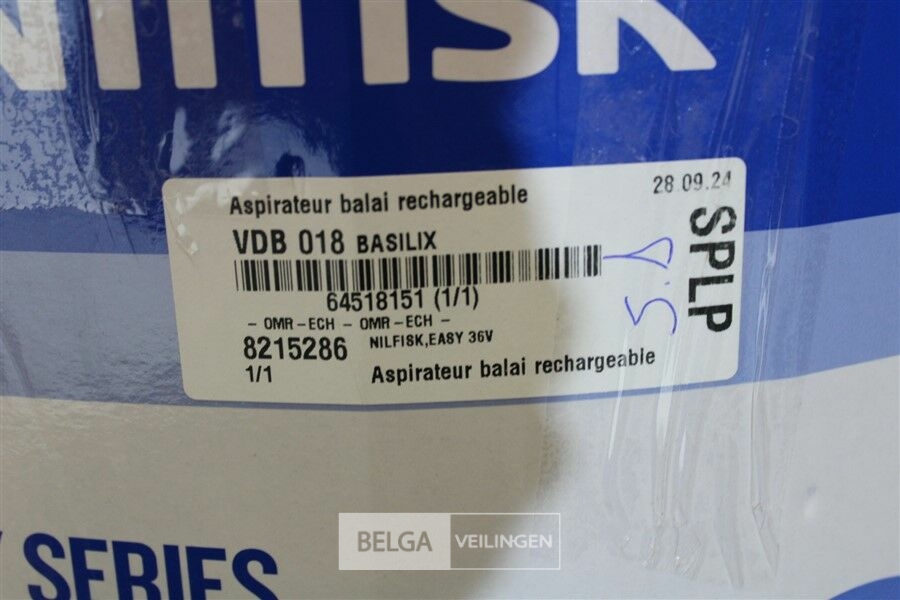 NILFISK
Aspirateur balai rechargeable
28.09.24
VDB 018 BASILIX
64518151 (1/1)
- OMR-ECH - OMR-ECH -
8215286 NILFISK,EASY 36V
1/1 Aspirateur balai rechargeable
SPLP
SERIES
BELGA VEILINGEN